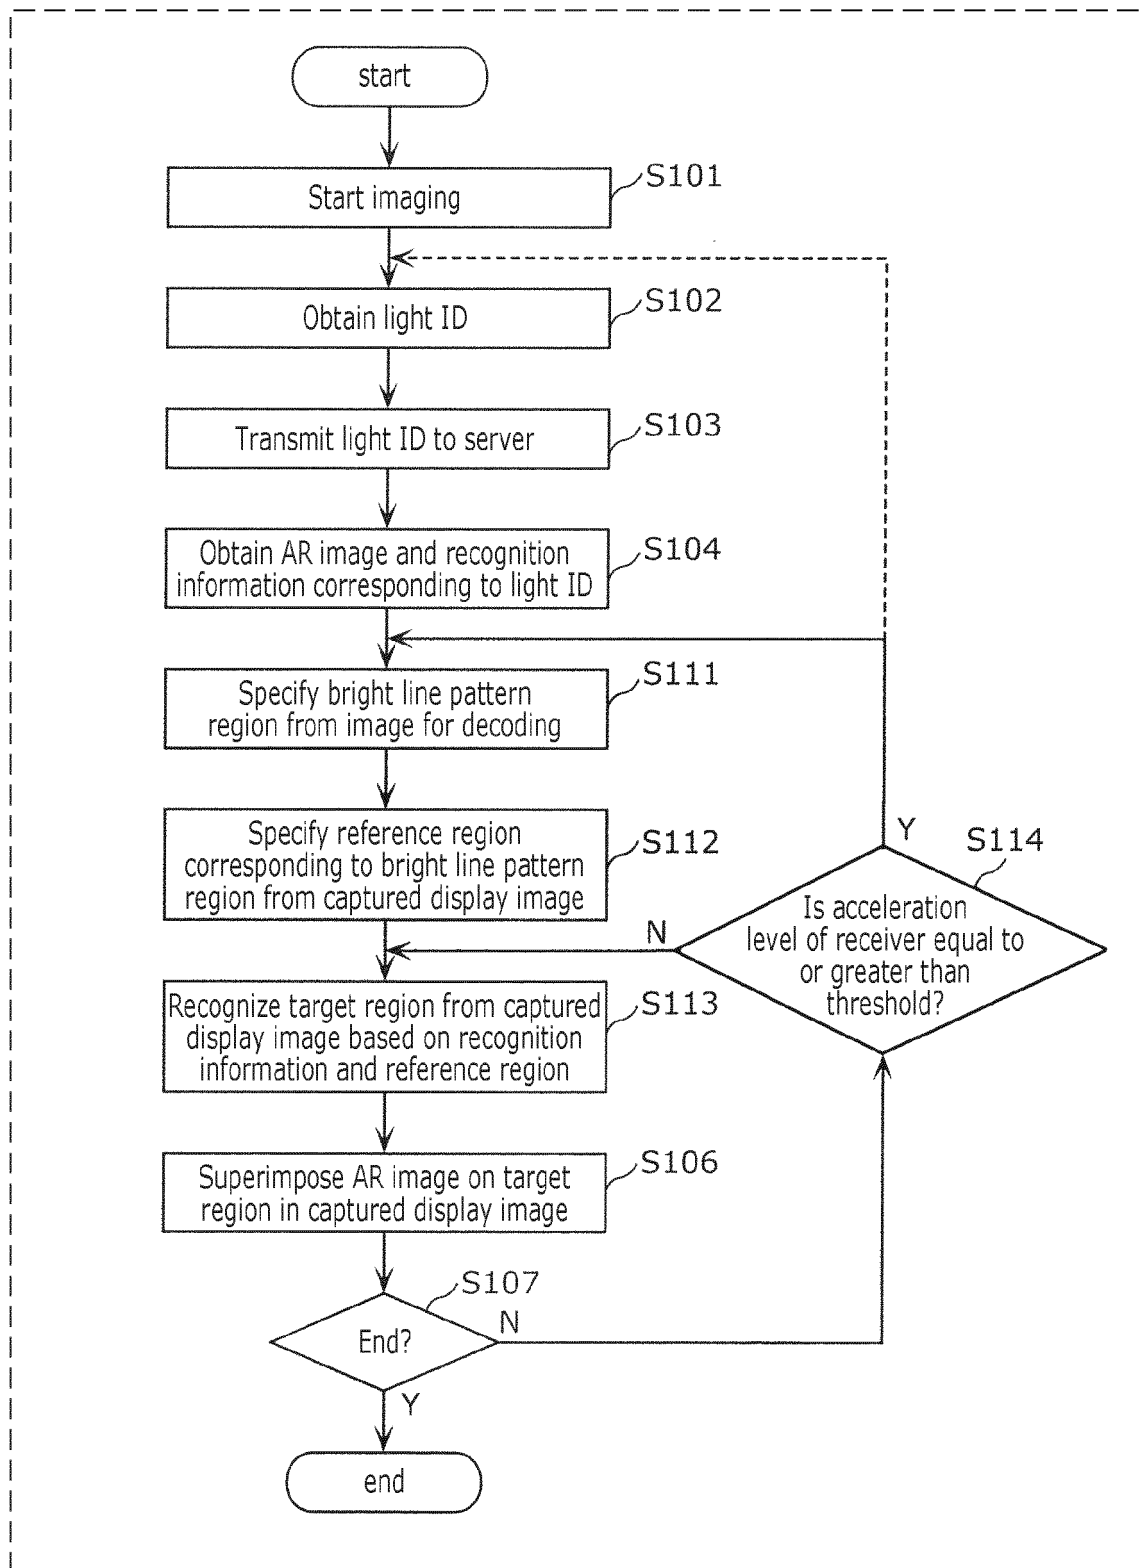 start
Start imaging
S101
Obtain light ID
S102
Transmit light ID to server
S103
Obtain AR image and recognition
information corresponding to light ID
S104
Specify bright line pattern
region from image for decoding
S111
Specify reference region
corresponding to bright line pattern
region from captured display image
S112
Y
S114
Is acceleration
level of receiver equal to
or greater than
threshold?
N
Recognize target region from captured
display image based on recognition
information and reference region
S113
Superimpose AR image on target
region in captured display image
S106
S107
End?
N
Y
end